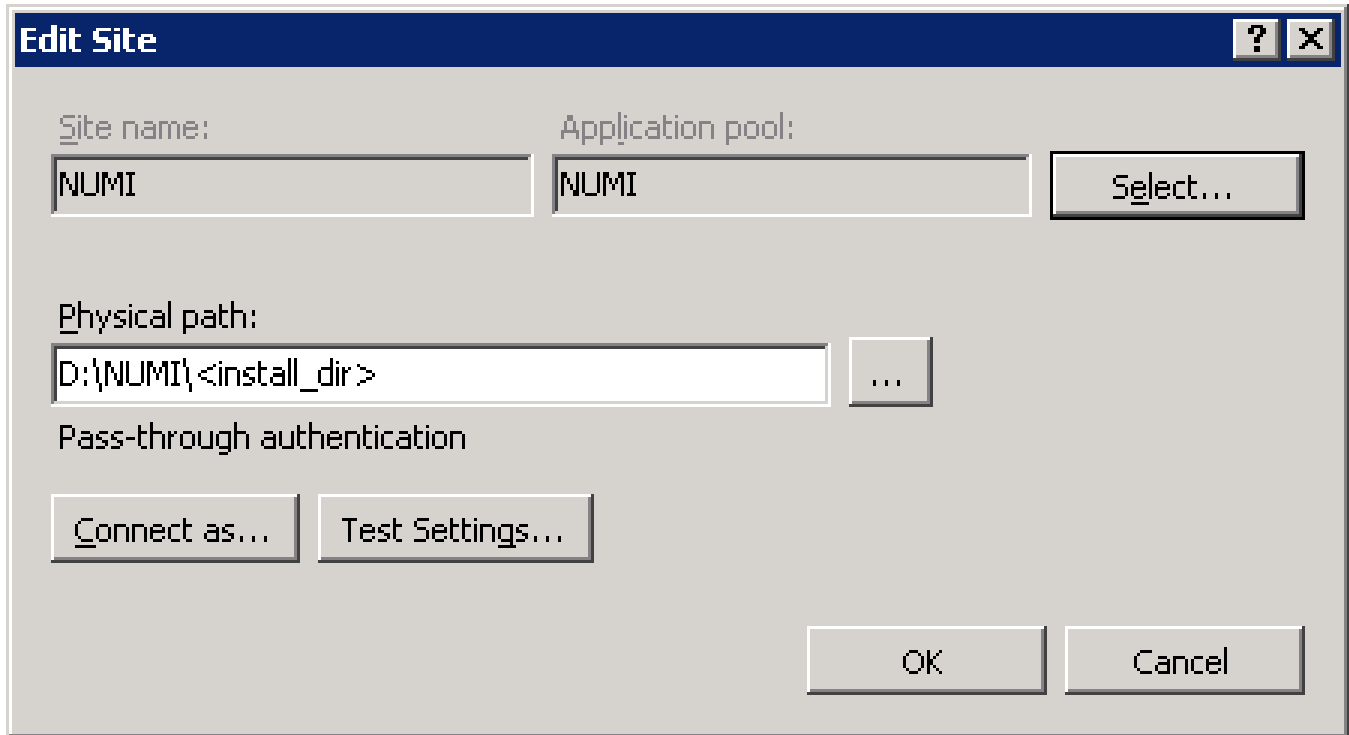 Edit Site
Site name: Application pool:
NUMI NUMI Select...
Physical path:
D:\NUMI\<install_dir>
...
Pass-through authentication
Connect as... Test Settings...
OK Cancel